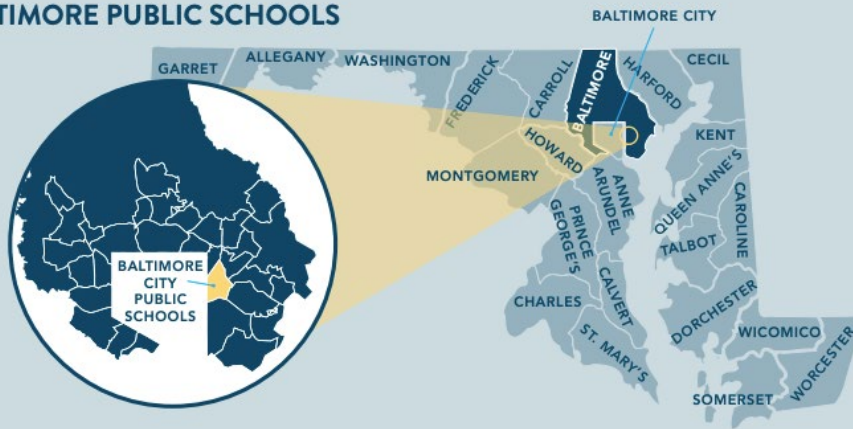 TIMORE PUBLIC SCHOOLS
BALTIMORE CITY
GARRET
ALLEGANY
WASHINGTON
FREDERICK
CARROLL
BALTIMORE
HARFORD
CECIL
KENT
HOWARD
MONTGOMERY
ANNE
ARUNDEL
PRINCE
GEORGE'S
QUEEN ANNE'S
CAROLINE
TALBOT
CALVERT
CHARLES
ST. MARY'S
DORCHESTER
WICOMICO
SOMERSET
WORCESTER
BALTIMORE
CITY
PUBLIC
SCHOOLS